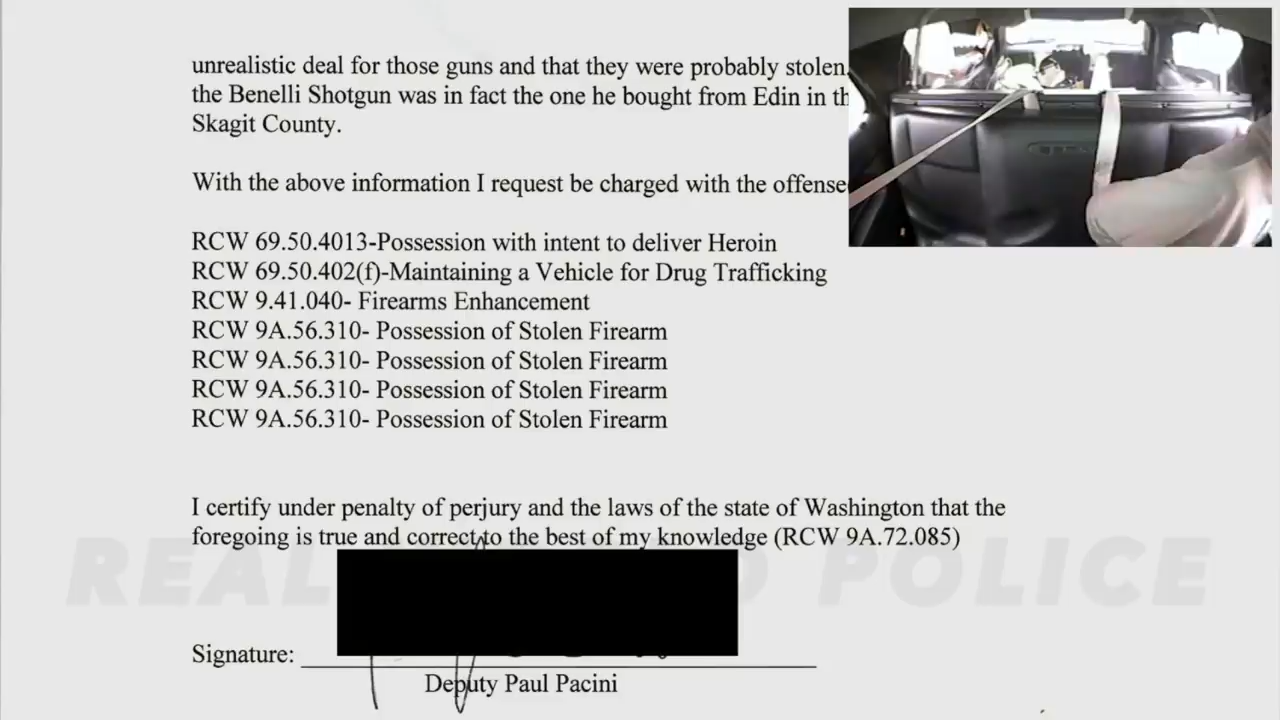 unrealistic deal for those guns and that they were probably stolen.
the Benelli Shotgun was in fact the one he bought from Edin in th
Skagit County.
With the above information I request be charged with the offense
RCW 69.50.4013-Possession with intent to deliver Heroin
RCW 69.50.402(f)-Maintaining a Vehicle for Drug Trafficking
RCW 9.41.040- Firearms Enhancement
RCW 9A.56.310- Possession of Stolen Firearm
RCW 9A.56.310- Possession of Stolen Firearm
RCW 9A.56.310- Possession of Stolen Firearm
RCW 9A.56.310- Possession of Stolen Firearm
I certify under penalty of perjury and the laws of the state of Washington that the
foregoing is true and correct to the best of my knowledge (RCW 9A.72.085)
REAL POLICE
Signature:
Deputy Paul Pacini